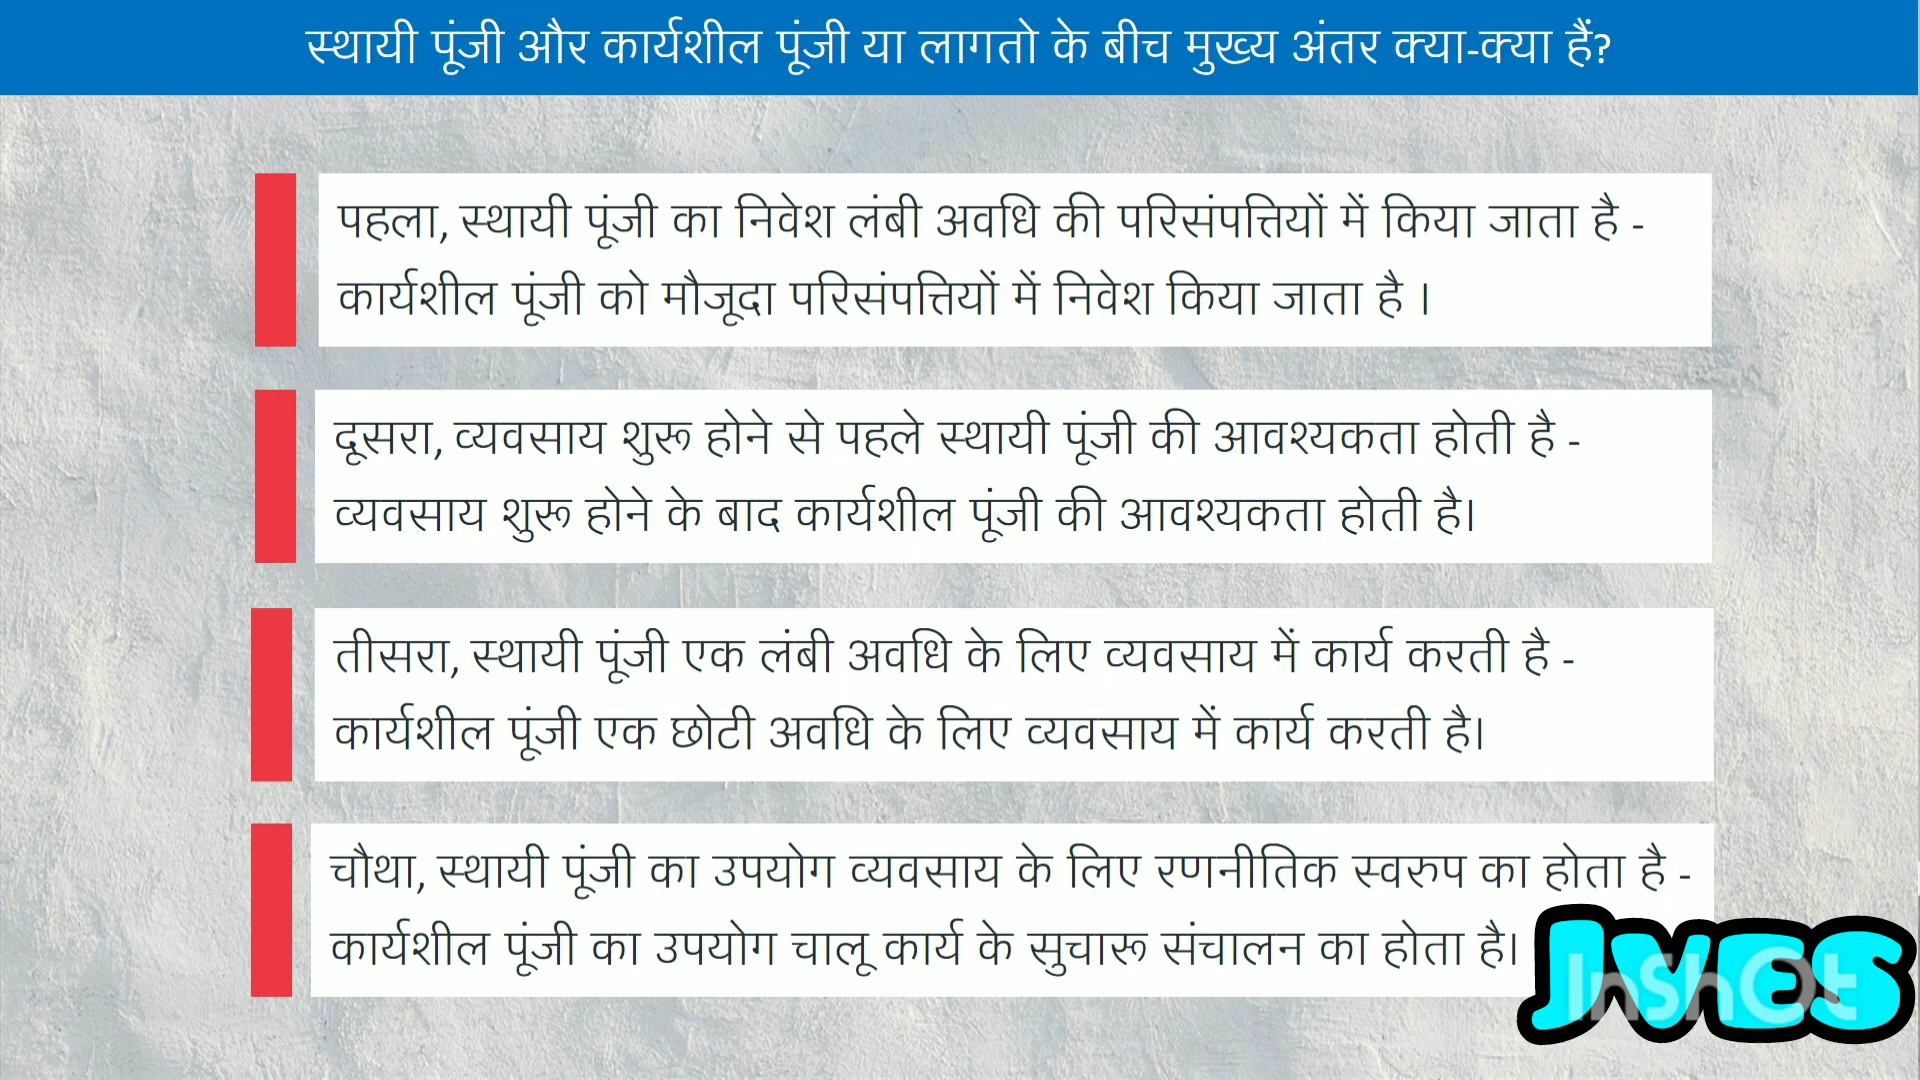 स्थायी पूंजी और कार्यशील पूंजी या लागतो के बीच मुख्य अंतर क्या-क्या हैं?
पहला, स्थायी पूंजी का निवेश लंबी अवधि की परिसंपत्तियों में किया जाता है -
कार्यशील पूंजी को मौजूदा परिसंपत्तियों में निवेश किया जाता है ।
दूसरा, व्यवसाय शुरू होने से पहले स्थायी पूंजी की आवश्यकता होती है -
व्यवसाय शुरू होने के बाद कार्यशील पूंजी की आवश्यकता होती है।
तीसरा, स्थायी पूंजी एक लंबी अवधि के लिए व्यवसाय में कार्य करती है -
कार्यशील पूंजी एक छोटी अवधि के लिए व्यवसाय में कार्य करती है।
चौथा, स्थायी पूंजी का उपयोग व्यवसाय के लिए रणनीतिक स्वरुप का होता है -
कार्यशील पूंजी का उपयोग चालू कार्य के सुचारू संचालन का होता है।
JVES
InShOt